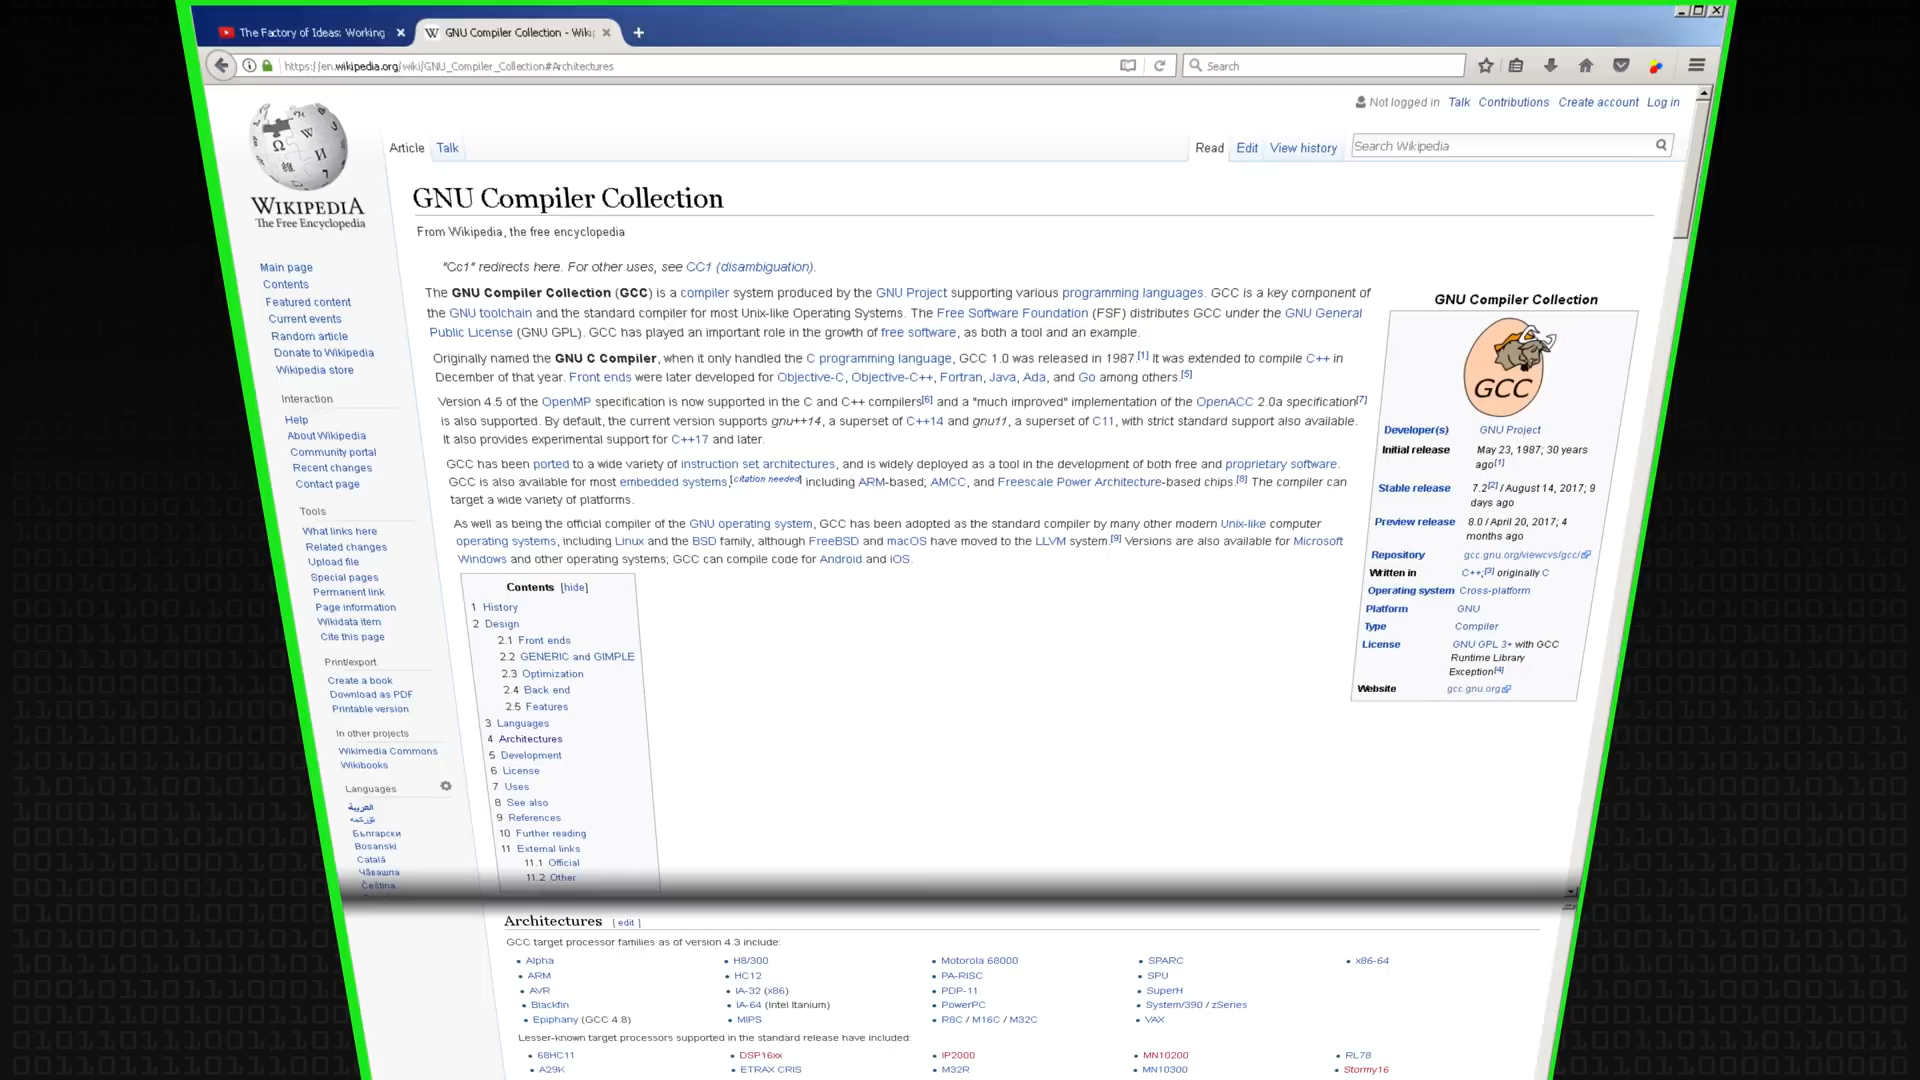 The Factory of Ideas: Working
GNU Compiler Collection - Wiki
https://en.wikipedia.org/wiki/GNU_Compiler_Collection#Architectures
Search
Not logged in Talk Contributions Create account Log in
Article Talk
Read Edit View history
Search Wikipedia
WIKIPEDIA
The Free Encyclopedia
Main page
Contents
Featured content
Current events
Random article
Donate to Wikipedia
Wikipedia store
Interaction
Help
About Wikipedia
Community portal
Recent changes
Contact page
Tools
What links here
Related changes
Upload file
Special pages
Permanent link
Page information
Wikidata item
Cite this page
Print/export
Create a book
Download as PDF
Printable version
In other projects
Wikimedia Commons
Wikibooks
Languages
العربية
Български
Bosanski
Català
Чӑвашла
Čeština
GNU Compiler Collection
From Wikipedia, the free encyclopedia
"Cc1" redirects here. For other uses, see CC1 (disambiguation).
The GNU Compiler Collection (GCC) is a compiler system produced by the GNU Project supporting various programming languages. GCC is a key component of
the GNU toolchain and the standard compiler for most Unix-like Operating Systems. The Free Software Foundation (FSF) distributes GCC under the GNU General
Public License (GNU GPL). GCC has played an important role in the growth of free software, as both a tool and an example.
Originally named the GNU C Compiler, when it only handled the C programming language, GCC 1.0 was released in 1987.[1] It was extended to compile C++ in
December of that year. Front ends were later developed for Objective-C, Objective-C++, Fortran, Java, Ada, and Go among others.[5]
Version 4.5 of the OpenMP specification is now supported in the C and C++ compilers[6] and a "much improved" implementation of the OpenACC 2.0a specification[7]
is also supported. By default, the current version supports gnu++14, a superset of C++14 and gnu11, a superset of C11, with strict standard support also available.
It also provides experimental support for C++17 and later.
GCC has been ported to a wide variety of instruction set architectures, and is widely deployed as a tool in the development of both free and proprietary software.
GCC is also available for most embedded systems,[citation needed] including ARM-based; AMCC, and Freescale Power Architecture-based chips.[8] The compiler can
target a wide variety of platforms.
As well as being the official compiler of the GNU operating system, GCC has been adopted as the standard compiler by many other modern Unix-like computer
operating systems, including Linux and the BSD family, although FreeBSD and macOS have moved to the LLVM system.[9] Versions are also available for Microsoft
Windows and other operating systems; GCC can compile code for Android and iOS.
GNU Compiler Collection
GCC
Developer(s) GNU Project
Initial release May 23, 1987; 30 years
ago[1]
Stable release 7.2[2] / August 14, 2017; 9
days ago
Preview release 8.0 / April 20, 2017; 4
months ago
Repository gcc.gnu.org/viewcvs/gcc/
Written in C++;[3] originally C
Operating system Cross-platform
Platform GNU
Type Compiler
License GNU GPL 3+ with GCC
Runtime Library
Exception[4]
Website gcc.gnu.org
Contents [hide]
1 History
2 Design
2.1 Front ends
2.2 GENERIC and GIMPLE
2.3 Optimization
2.4 Back end
2.5 Features
3 Languages
4 Architectures
5 Development
6 License
7 Uses
8 See also
9 References
10 Further reading
11 External links
11.1 Official
11.2 Other
Architectures [ edit ]
GCC target processor families as of version 4.3 include:
Alpha H8/300 Motorola 68000 SPARC x86-64
ARM HC12 PA-RISC SPU
AVR IA-32 (x86) PDP-11 SuperH
Blackfin IA-64 (Intel Itanium) PowerPC System/390 / zSeries
Epiphany (GCC 4.8) MIPS R8C / M16C / M32C VAX
Lesser-known target processors supported in the standard release have included:
68HC11 DSP16xx IP2000 MN10200 RL78
A29K ETRAX CRIS M32R MN10300 Stormy16